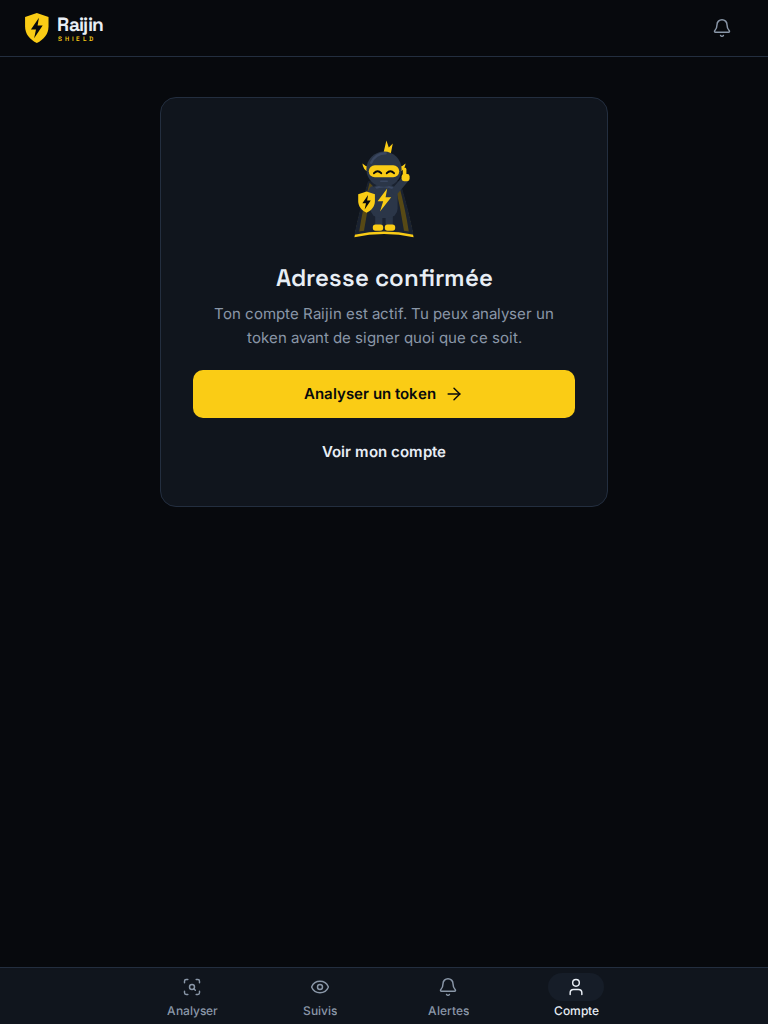 Raijin
SHIELD
Adresse confirmée
Ton compte Raijin est actif. Tu peux analyser un
token avant de signer quoi que ce soit.
Analyser un token
Voir mon compte
Analyser
Suivis
Alertes
Compte